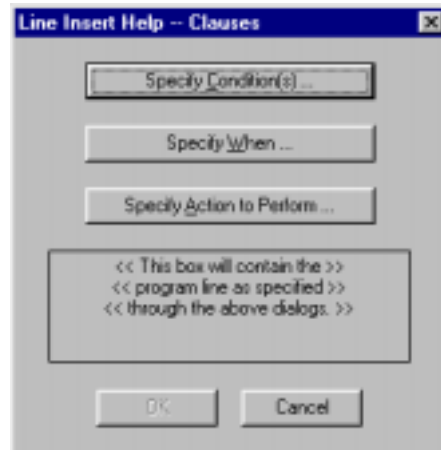 Line Insert Help -- Clauses
Specify Condition(s) ...
Specify When ...
Specify Action to Perform ...
<< This box will contain the >>
<< program line as specified >>
<< through the above dialogs. >>
OK
Cancel